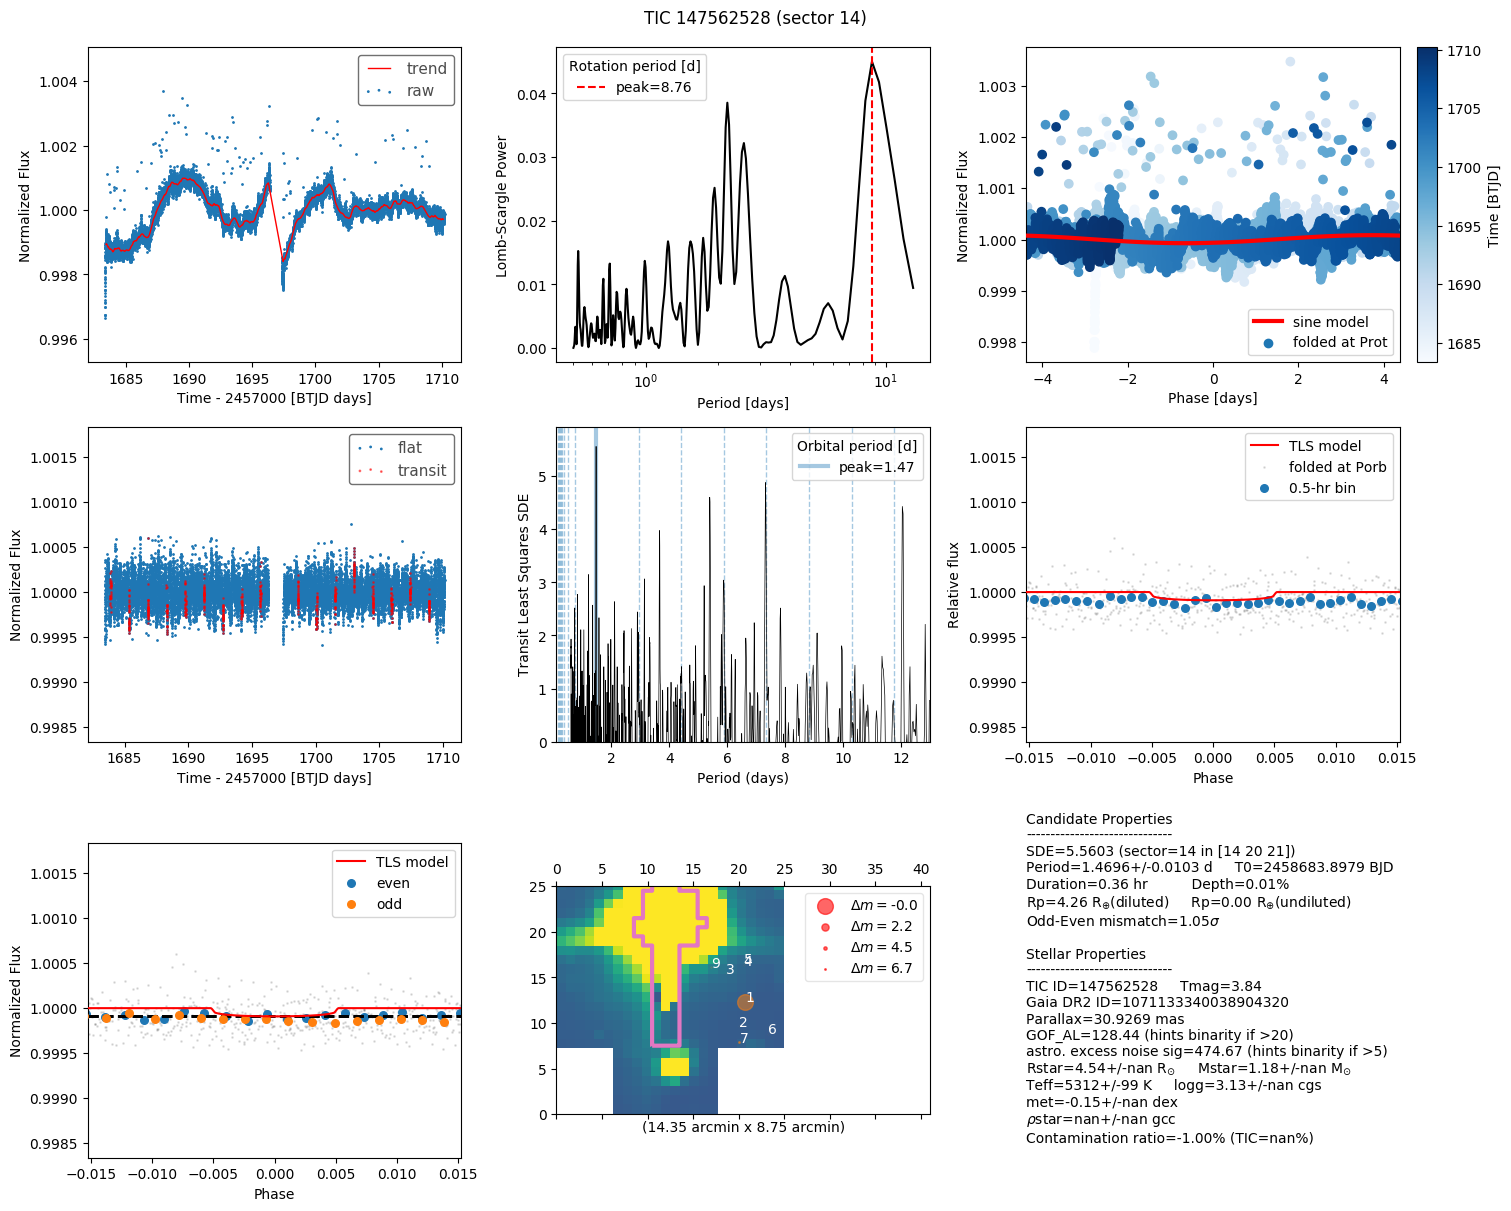 TIC 147562528 (sector 14)
trend
raw
1.004
1.002
1.000
0.998
0.996
Normalized Flux
1685 1690 1695 1700 1705 1710
Time - 2457000 [BTJD days]
Rotation period [d]
peak=8.76
0.04
0.03
0.02
0.01
0.00
Lomb-Scargle Power
10⁰ 10¹
Period [days]
1.003
1.002
1.001
1.000
0.999
0.998
Normalized Flux
sine model
folded at Prot
−4 −2 0 2 4
Phase [days]
1710
1705
1700
1695
1690
1685
Time [BTJD]
flat
transit
1.0015
1.0010
1.0005
1.0000
0.9995
0.9990
0.9985
Normalized Flux
1685 1690 1695 1700 1705 1710
Time - 2457000 [BTJD days]
Orbital period [d]
peak=1.47
5
4
3
2
1
0
Transit Least Squares SDE
2 4 6 8 10 12
Period (days)
TLS model
folded at Porb
0.5-hr bin
1.0015
1.0010
1.0005
1.0000
0.9995
0.9990
0.9985
Relative flux
−0.015 −0.010 −0.005 0.000 0.005 0.010 0.015
Phase
TLS model
even
odd
1.0015
1.0010
1.0005
1.0000
0.9995
0.9990
0.9985
Normalized Flux
−0.015 −0.010 −0.005 0.000 0.005 0.010 0.015
Phase
0 5 10 15 20 25 30 35 40
25
20
15
10
5
0
Δm = -0.0
Δm = 2.2
Δm = 4.5
Δm = 6.7
9 3 5
4
1
2 6
7
(14.35 arcmin x 8.75 arcmin)
Candidate Properties
------------------------------
SDE=5.5603 (sector=14 in [14 20 21])
Period=1.4696+/-0.0103 d T0=2458683.8979 BJD
Duration=0.36 hr Depth=0.01%
Rp=4.26 R⊕(diluted) Rp=0.00 R⊕(undiluted)
Odd-Even mismatch=1.05σ
Stellar Properties
------------------------------
TIC ID=147562528 Tmag=3.84
Gaia DR2 ID=1071133340038904320
Parallax=30.9269 mas
GOF_AL=128.44 (hints binarity if >20)
astro. excess noise sig=474.67 (hints binarity if >5)
Rstar=4.54+/-nan R⊙ Mstar=1.18+/-nan M⊙
Teff=5312+/-99 K logg=3.13+/-nan cgs
met=-0.15+/-nan dex
ρstar=nan+/-nan gcc
Contamination ratio=-1.00% (TIC=nan%)